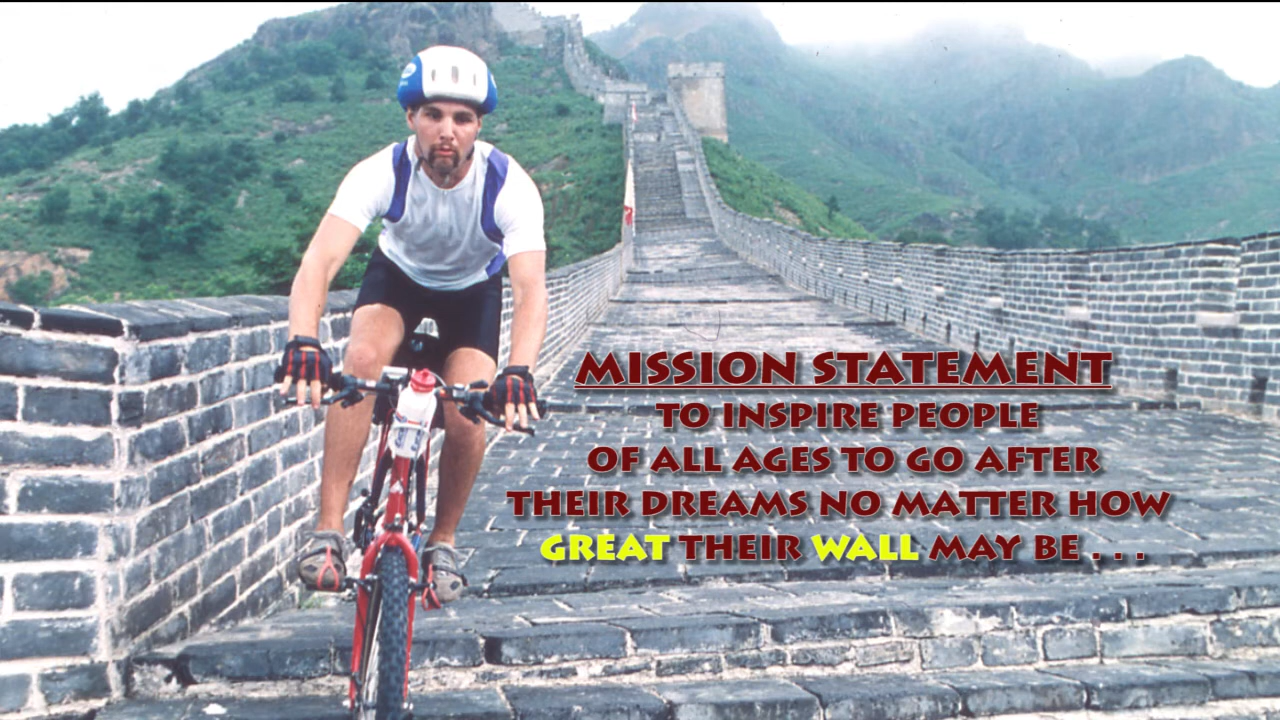 MISSION STATEMENT
TO INSPIRE PEOPLE
OF ALL AGES TO GO AFTER
THEIR DREAMS NO MATTER HOW
GREAT THEIR WALL MAY BE . . .